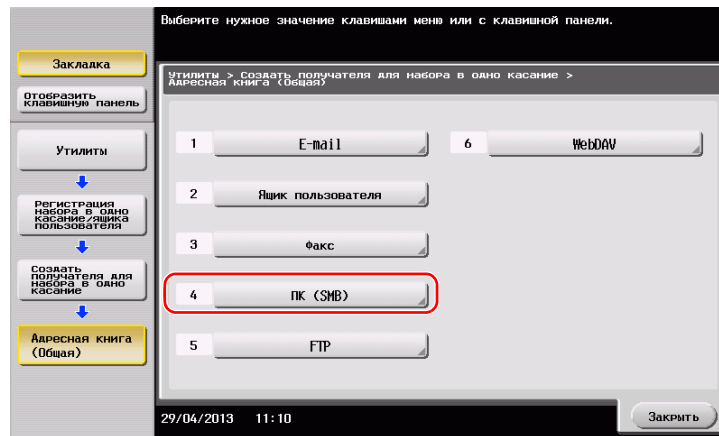 Выберите нужное значение клавишами меню или с клавишной панели.
Закладка
Отобразить
клавишную панель
Утилиты
Регистрация
набора в одно
касание/ящика
пользователя
Создать
получателя для
набора в одно
касание
Адресная книга
(Общая)
Утилиты > Создать получателя для набора в одно касание >
Адресная книга (Общая)
1 E-mail
6 WebDAV
2 Ящик пользователя
3 Факс
4 ПК (SMB)
5 FTP
29/04/2013 11:10
Закрыть